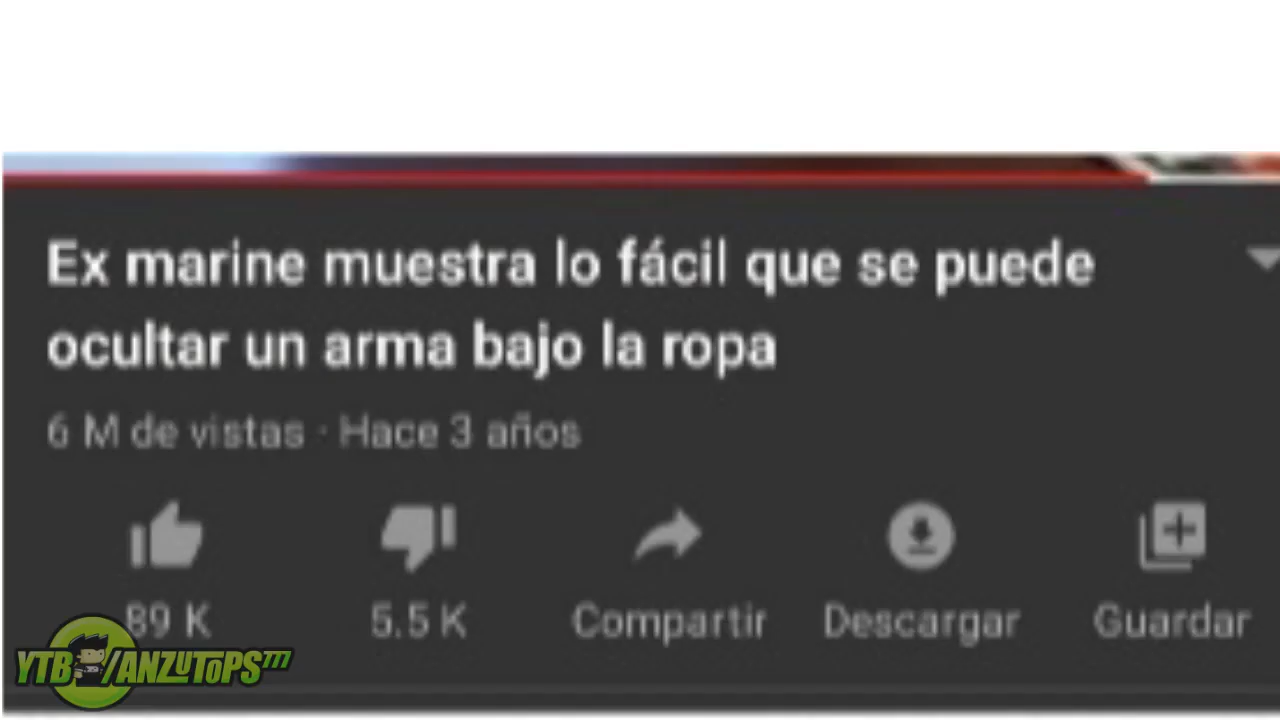 Ex marine muestra lo fácil que se puede
ocultar un arma bajo la ropa
6 M de vistas · Hace 3 años
89 K 5.5 K Compartir Descargar Guardar
YTB/ANZUTOPS777